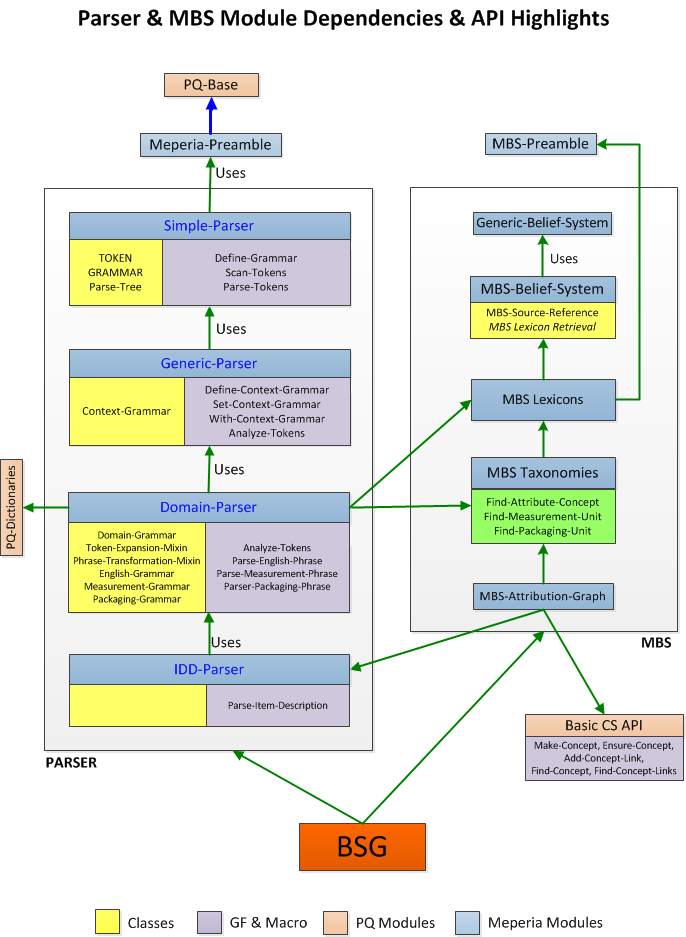 Parser & MBS Module Dependencies & API Highlights
PQ-Base
Meperia-Preamble
MBS-Preamble
Uses
Simple-Parser
TOKEN
GRAMMAR
Parse-Tree
Define-Grammar
Scan-Tokens
Parse-Tokens
Uses
Generic-Parser
Context-Grammar
Define-Context-Grammar
Set-Context-Grammar
With-Context-Grammar
Analyze-Tokens
Uses
PQ-Dictionaries
Domain-Parser
Domain-Grammar
Token-Expansion-Mixin
Phrase-Transformation-Mixin
English-Grammar
Measurement-Grammar
Packaging-Grammar
Analyze-Tokens
Parse-English-Phrase
Parse-Measurement-Phrase
Parser-Packaging-Phrase
Uses
IDD-Parser
Parse-Item-Description
PARSER
Generic-Belief-System
Uses
MBS-Belief-System
MBS-Source-Reference
MBS Lexicon Retrieval
MBS Lexicons
MBS Taxonomies
Find-Attribute-Concept
Find-Measurement-Unit
Find-Packaging-Unit
MBS-Attribution-Graph
MBS
Basic CS API
Make-Concept, Ensure-Concept,
Add-Concept-Link,
Find-Concept, Find-Concept-Links
BSG
Classes
GF & Macro
PQ Modules
Meperia Modules